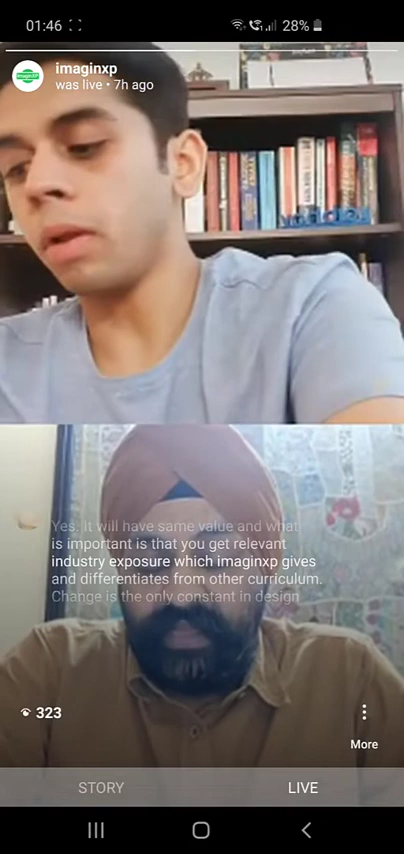 01:46
28%
imaginxp
was live • 7h ago
imaginXP
Yes. It will have same value and what
is important is that you get relevant
industry exposure which imaginxp gives
and differentiates from other curriculum.
Change is the only constant in design
323
More
STORY
LIVE